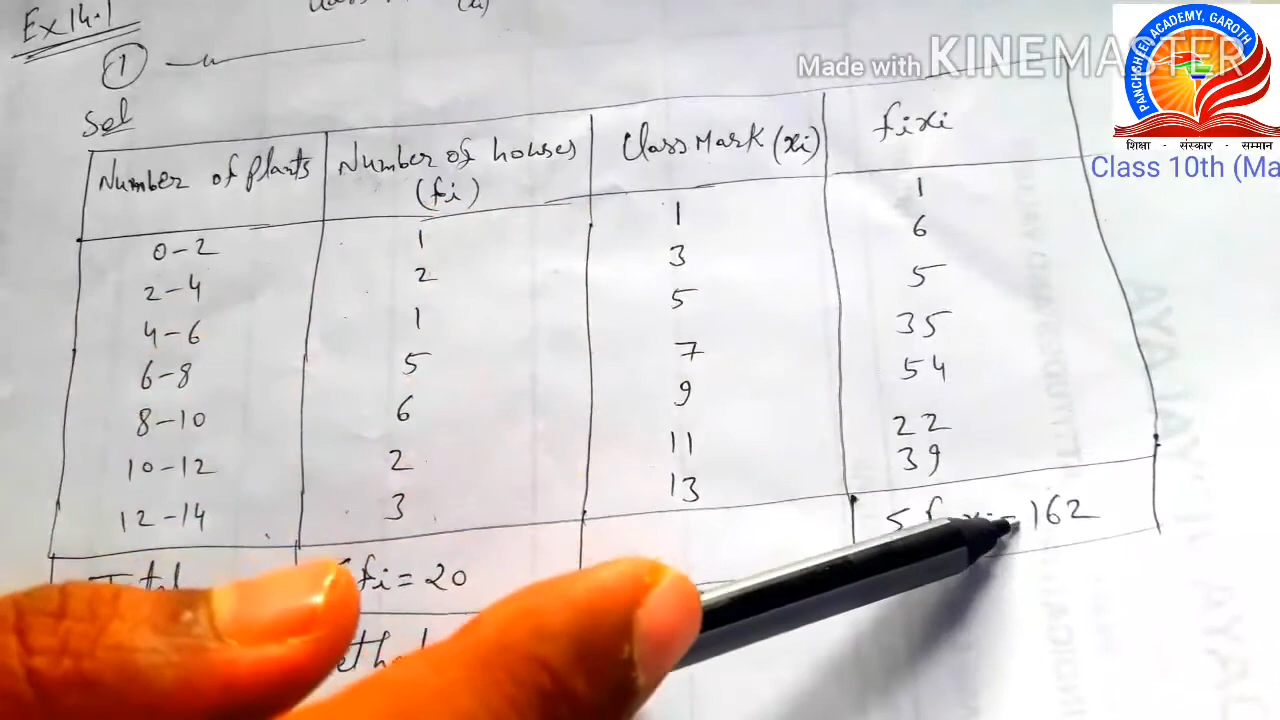 Ex 14.1
(xi)
Made with KINEMASTER
PANCHSHEEL ACADEMY, GAROTH
शिक्षा - संस्कार - सम्मान
Class 10th (Ma
①
Sol
Number of Plants Number of houses (fi) Class Mark (xi) fixi
0-2 1 1 1
2-4 2 3 6
4-6 1 5 5
6-8 5 7 35
8-10 6 9 54
10-12 2 11 22
12-14 3 13 39
fi = 20
162